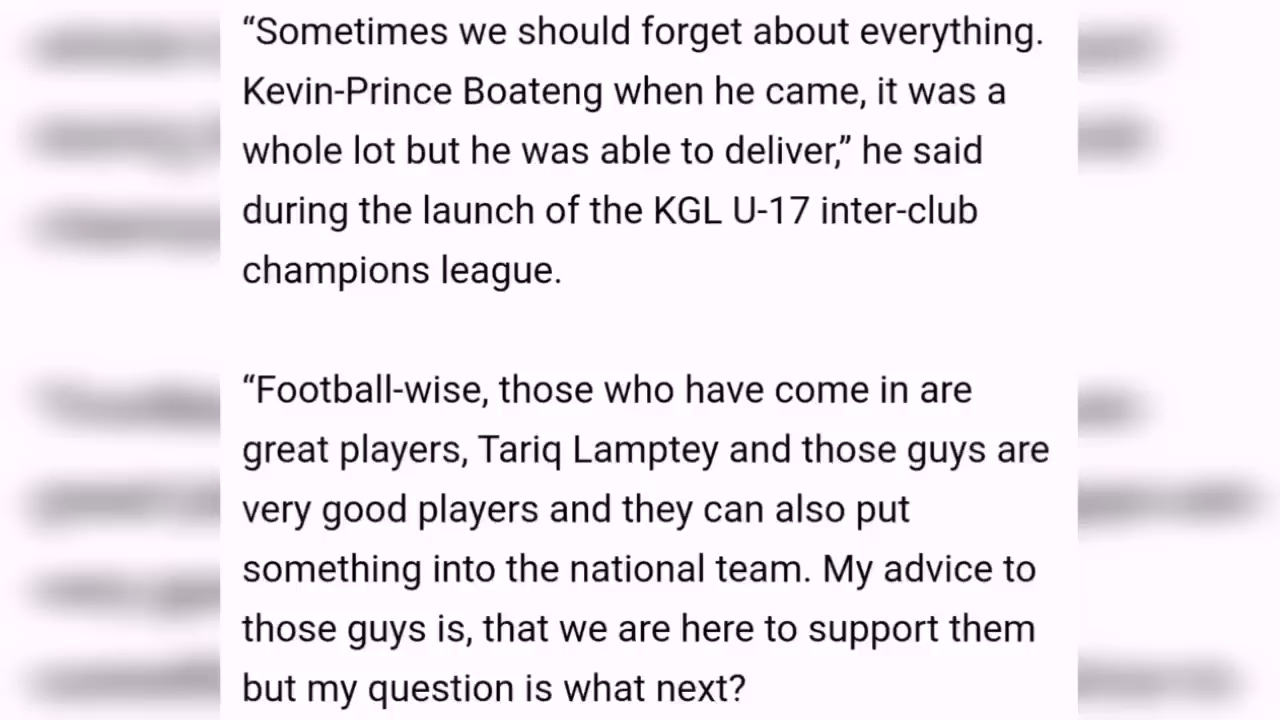 “Sometimes we should forget about everything.
Kevin-Prince Boateng when he came, it was a
whole lot but he was able to deliver,” he said
during the launch of the KGL U-17 inter-club
champions league.
“Football-wise, those who have come in are
great players, Tariq Lamptey and those guys are
very good players and they can also put
something into the national team. My advice to
those guys is, that we are here to support them
but my question is what next?